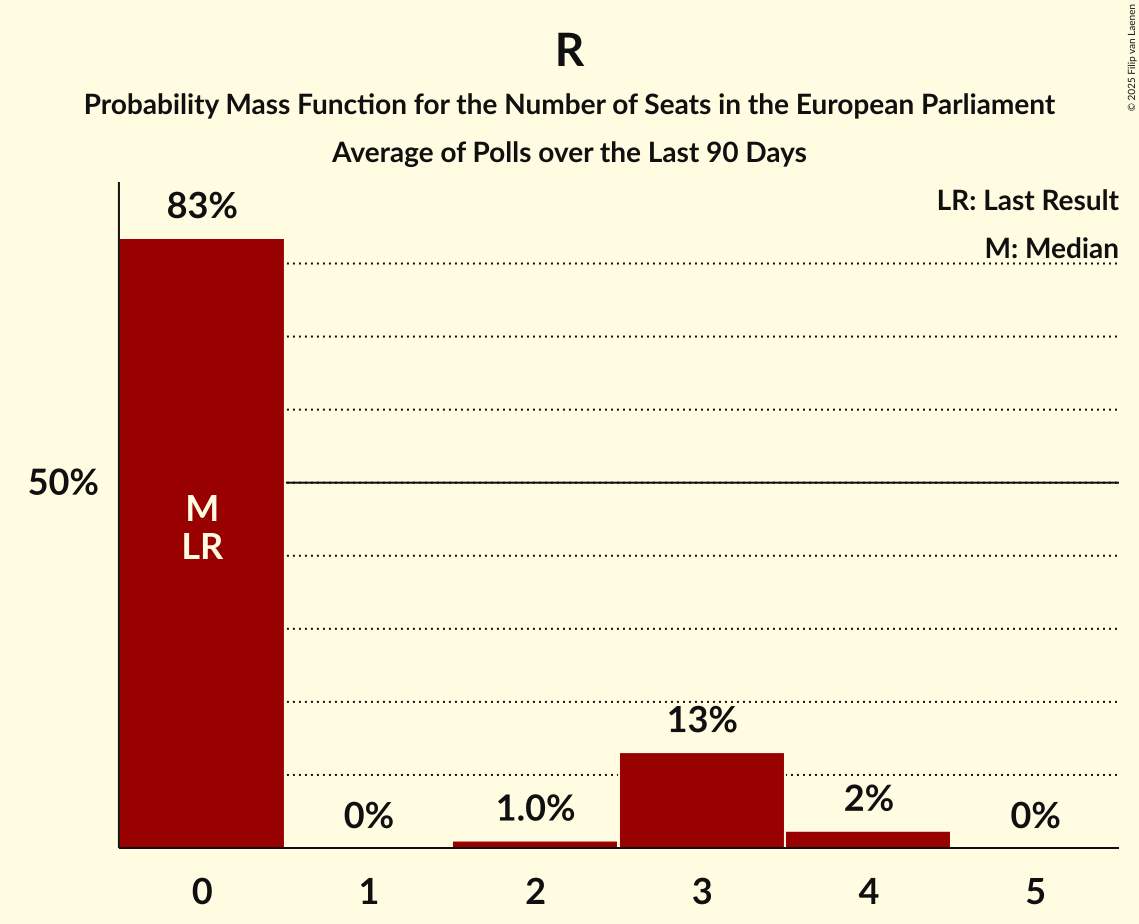 R
Probability Mass Function for the Number of Seats in the European Parliament
Average of Polls over the Last 90 Days
© 2025 Filip van Laenen
LR: Last Result
M: Median
83%
50%
M
LR
0%
1.0%
13%
2%
0%
0 1 2 3 4 5